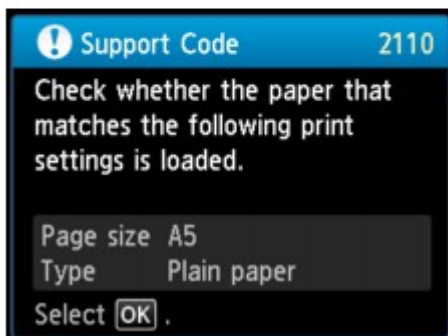 Support Code 2110
Check whether the paper that
matches the following print
settings is loaded.
Page size A5
Type Plain paper
Select OK .